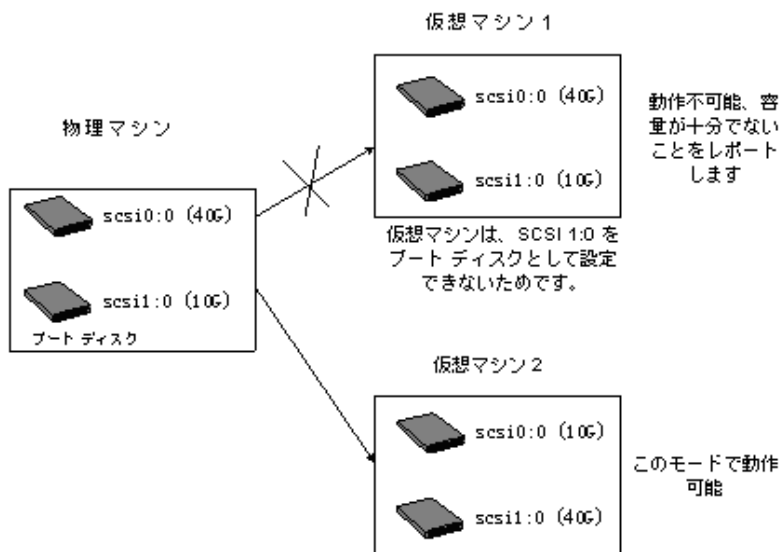 物理マシン
scsi0:0 (40G)
scsi1:0 (10G)
ブート ディスク
仮想マシン 1
scsi0:0 (40G)
scsi1:0 (10G)
仮想マシンは、SCSI 1:0 を
ブート ディスクとして設定
できないためです。
動作不可能、容
量が十分でない
ことをレポート
します
仮想マシン 2
scsi0:0 (10G)
scsi1:0 (40G)
このモードで動作
可能